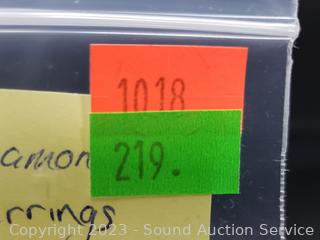 1018
amon
219.
rrings
Copyright 2023 - Sound Auction Service